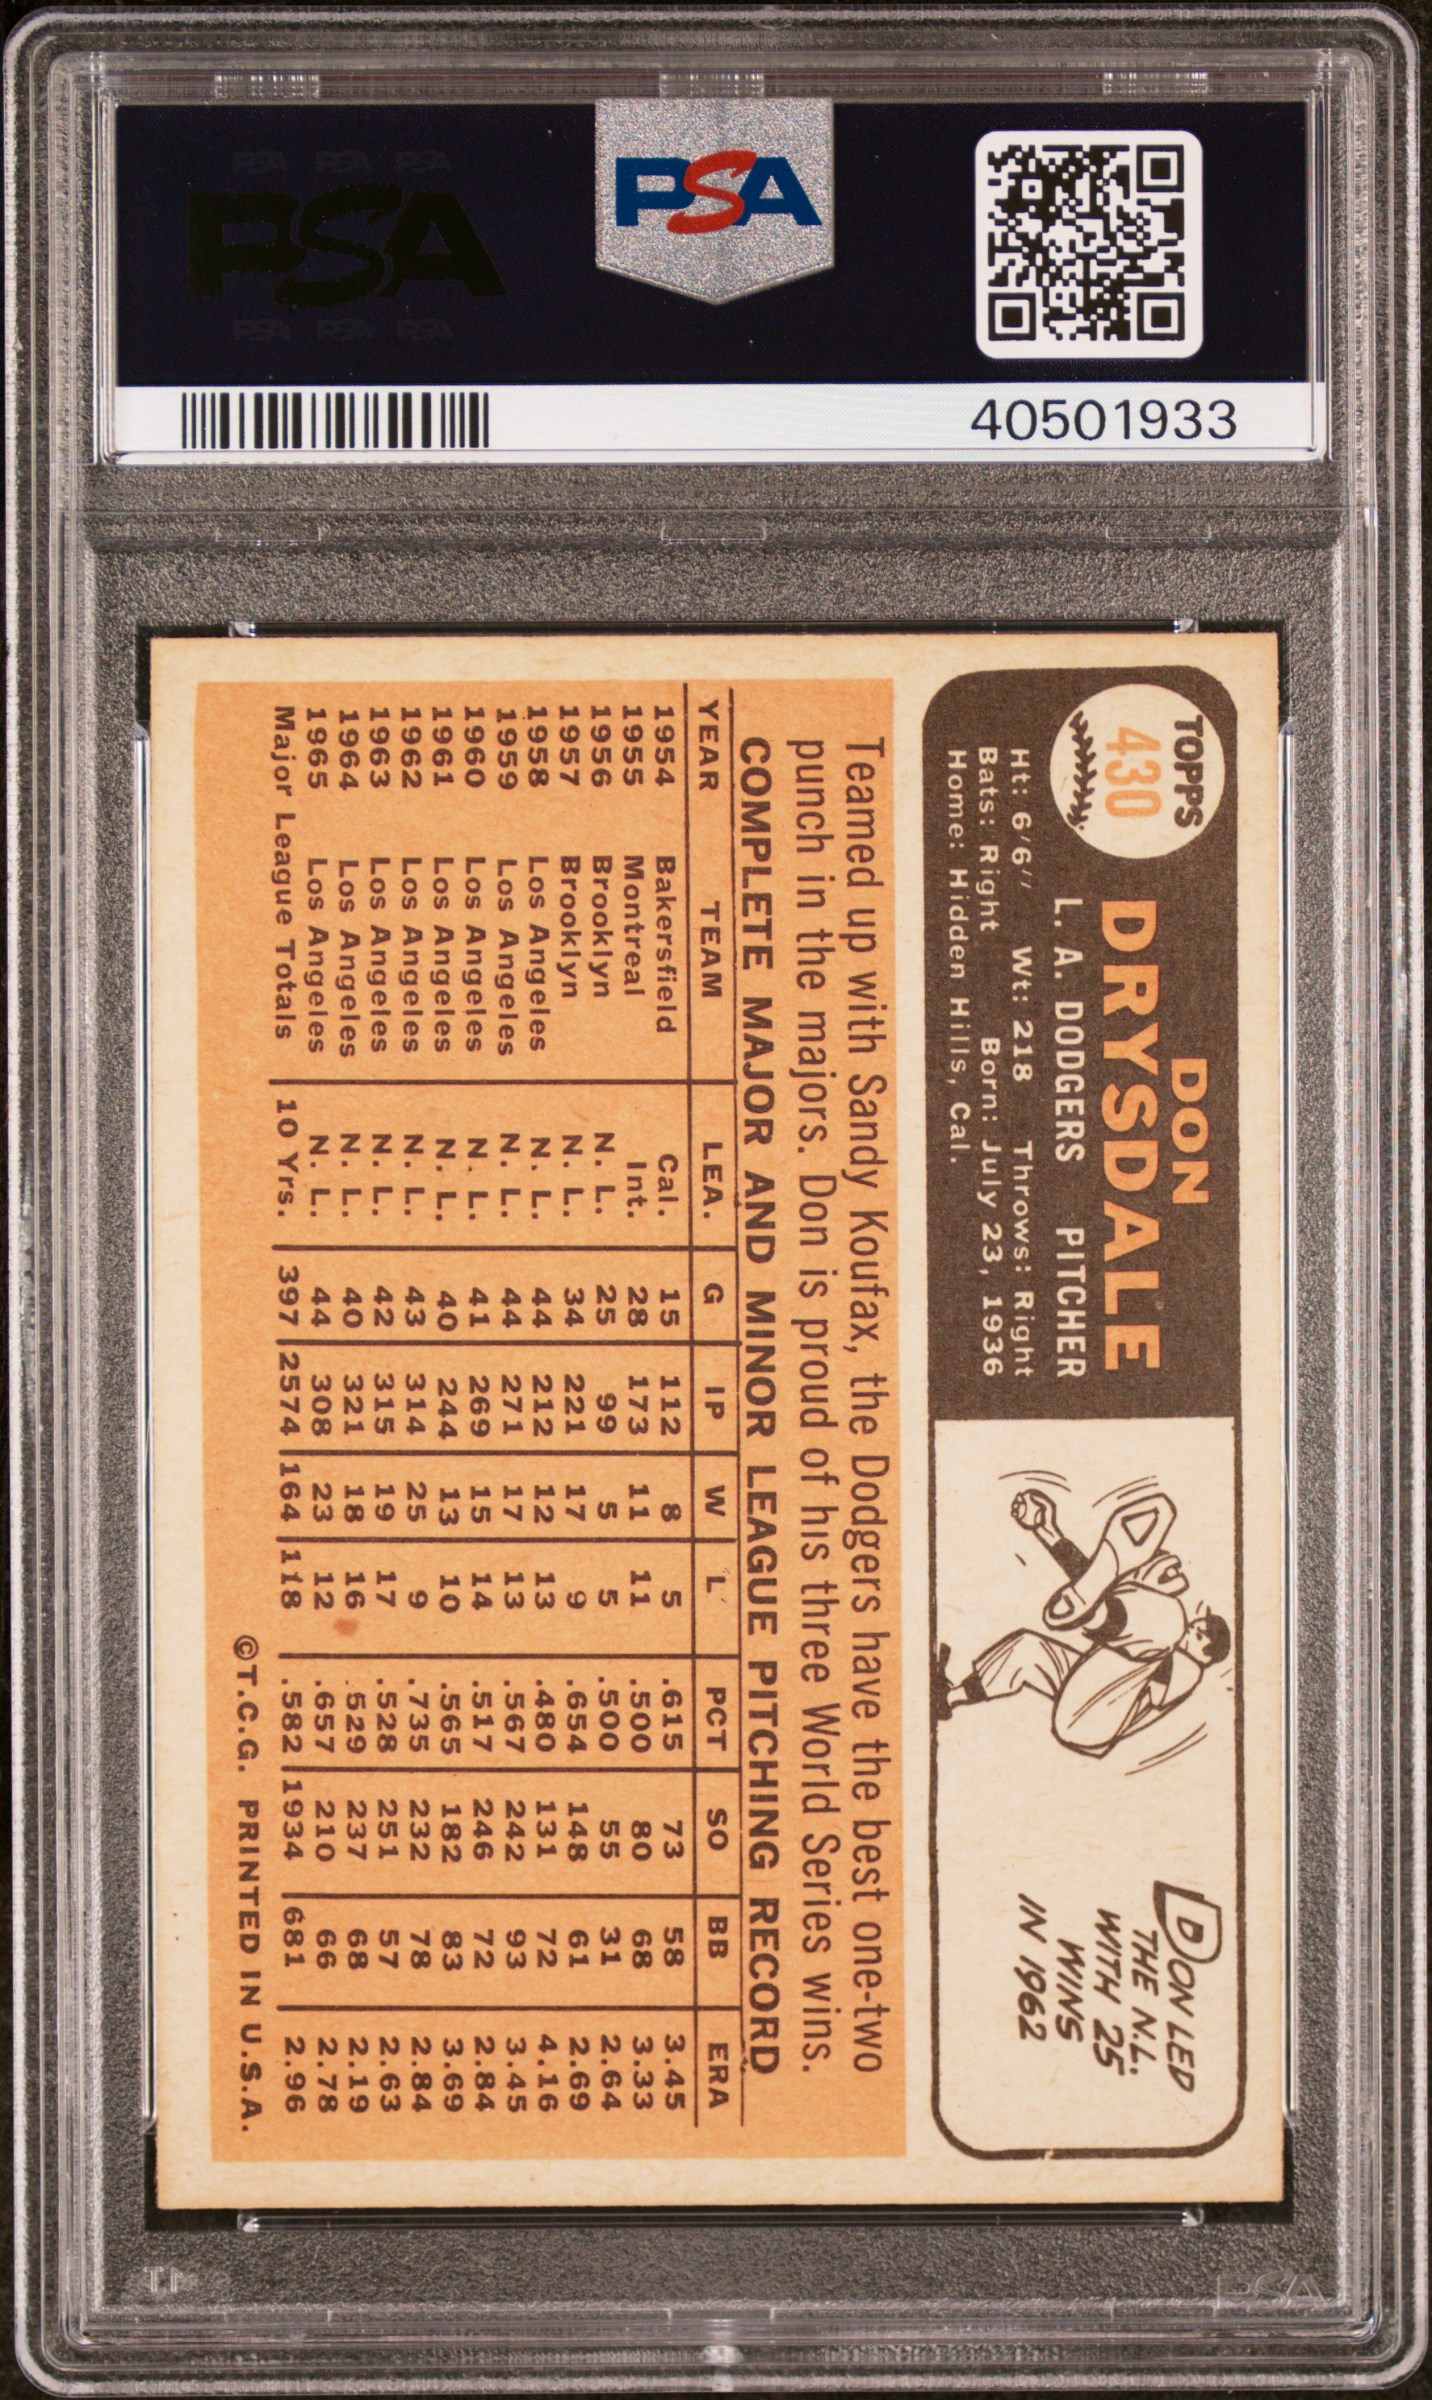 PSA PSA PSA
PSA
PSA PSA PSA
PSA
40501933
TOPPS
430
DON
DRYSDALE
L. A. DODGERS PITCHER
Ht: 6'6" Wt: 218 Throws: Right
Bats: Right Born: July 23, 1936
Home: Hidden Hills, Cal.
DON LED
THE N.L.
WITH 25
WINS
IN 1962
Teamed up with Sandy Koufax, the Dodgers have the best one-two
punch in the majors. Don is proud of his three World Series wins.
COMPLETE MAJOR AND MINOR LEAGUE PITCHING RECORD
YEAR TEAM LEA. G IP W L PCT SO BB ERA
1954 Bakersfield Cal. 15 112 8 5 .615 73 58 3.45
1955 Montreal Int. 28 173 11 11 .500 80 68 3.33
1956 Brooklyn N. L. 25 99 5 5 .500 55 31 2.64
1957 Brooklyn N. L. 34 221 17 9 .654 148 61 2.69
1958 Los Angeles N. L. 44 212 12 13 .480 131 72 4.16
1959 Los Angeles N. L. 44 271 17 13 .567 242 93 3.45
1960 Los Angeles N. L. 41 269 15 14 .517 246 72 2.84
1961 Los Angeles N. L. 40 244 13 10 .565 182 83 3.69
1962 Los Angeles N. L. 43 314 25 9 .735 232 78 2.84
1963 Los Angeles N. L. 42 315 19 17 .528 251 57 2.63
1964 Los Angeles N. L. 40 321 18 16 .529 237 68 2.19
1965 Los Angeles N. L. 44 308 23 12 .657 210 66 2.78
Major League Totals 10 Yrs. 397 2574 164 118 .582 1934 681 2.96
©T.C.G. PRINTED IN U.S.A.
TM
PSA